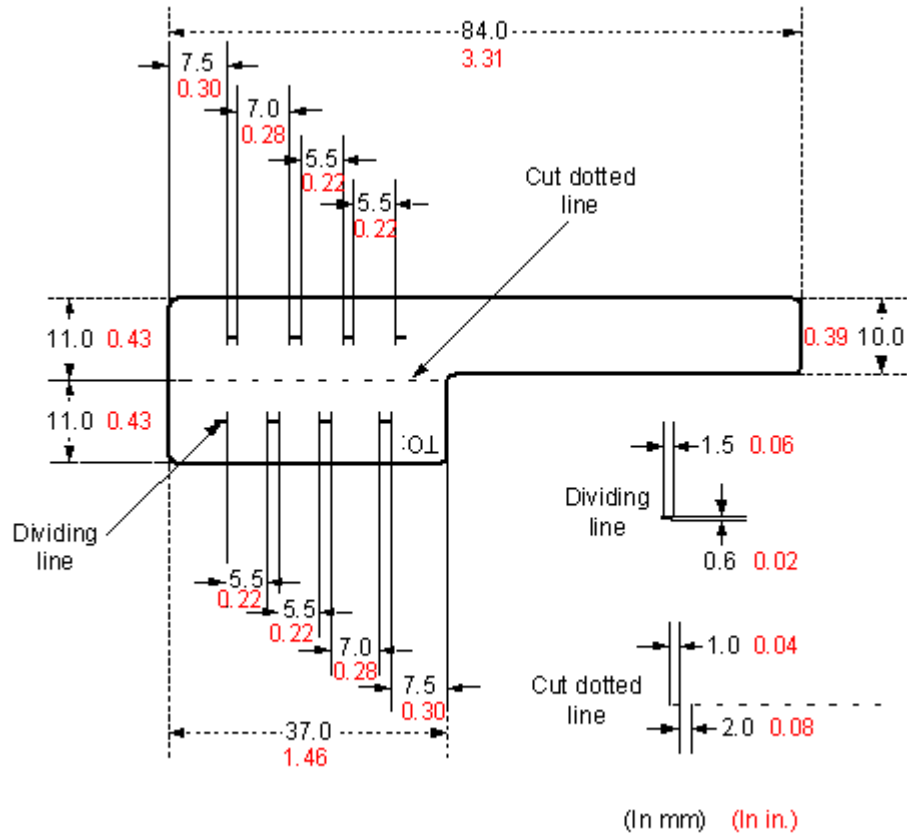 84.0
3.31
7.5
0.30
7.0
0.28
5.5
0.22
5.5
0.22
Cut dotted
line
11.0 0.43
0.39 10.0
11.0 0.43
TO:
1.5 0.06
Dividing
line
0.6 0.02
Dividing
line
5.5
0.22
5.5
0.22
7.0
0.28
7.5
0.30
1.0 0.04
Cut dotted
line
2.0 0.08
37.0
1.46
(In mm) (In in.)